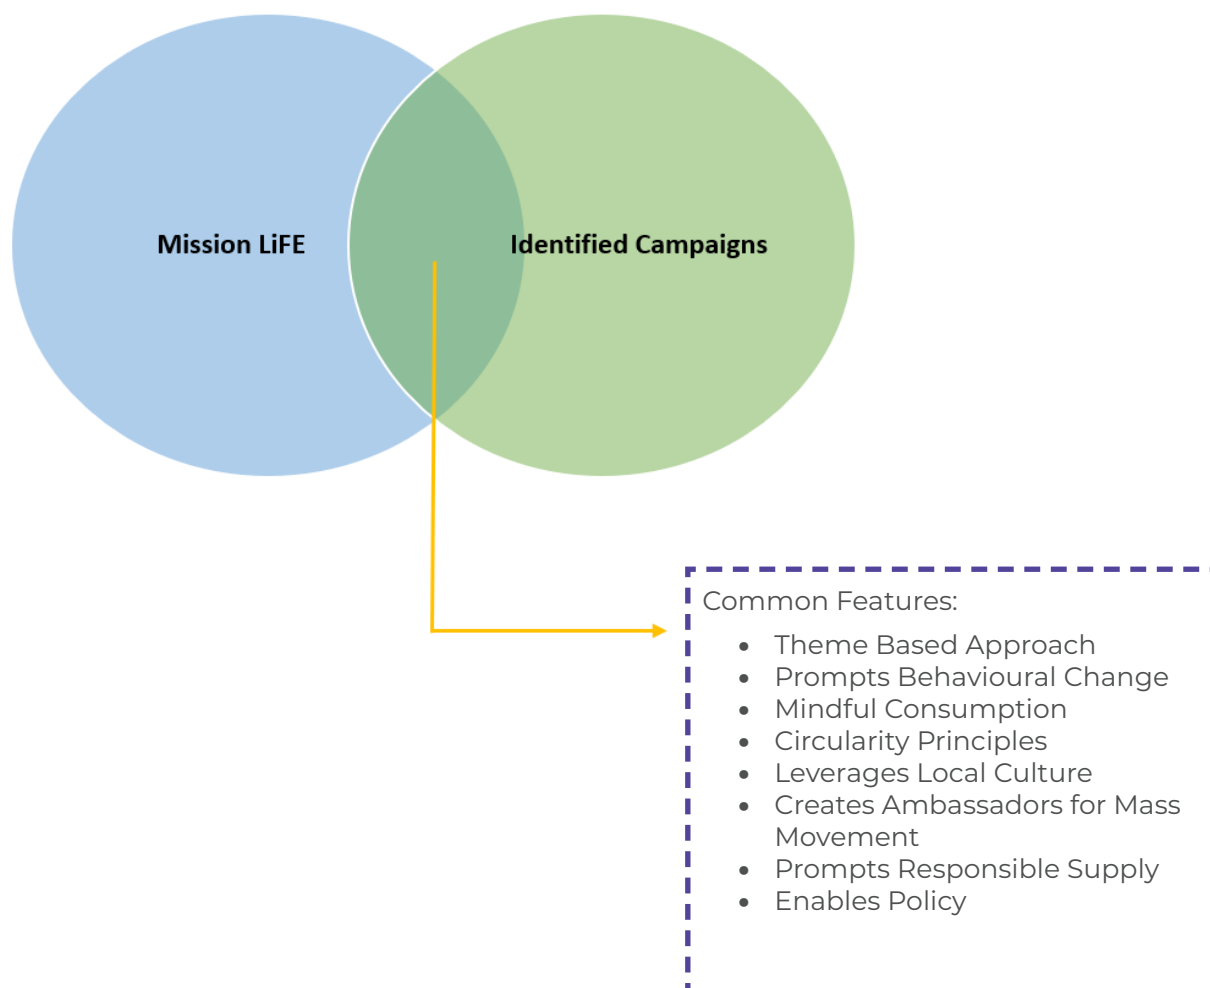 Mission LiFE
Identified Campaigns
Common Features:
• Theme Based Approach
• Prompts Behavioural Change
• Mindful Consumption
• Circularity Principles
• Leverages Local Culture
• Creates Ambassadors for Mass
Movement
• Prompts Responsible Supply
• Enables Policy